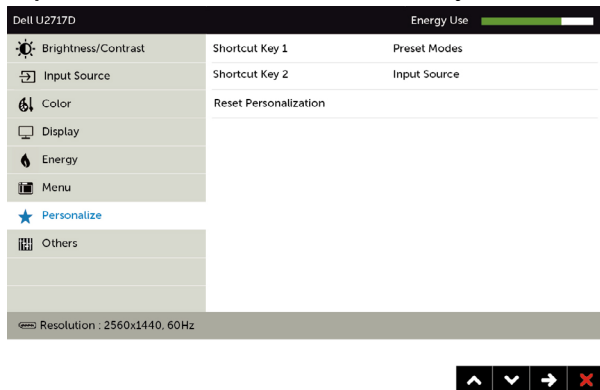 Dell U2717D Energy Use
Brightness/Contrast Shortcut Key 1 Preset Modes
Input Source Shortcut Key 2 Input Source
Color Reset Personalization
Display
Energy
Menu
Personalize
Others
Resolution : 2560x1440, 60Hz